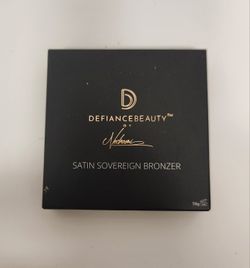 D
DEFIANCEBEAUTY™
BY
SATIN SOVEREIGN BRONZER